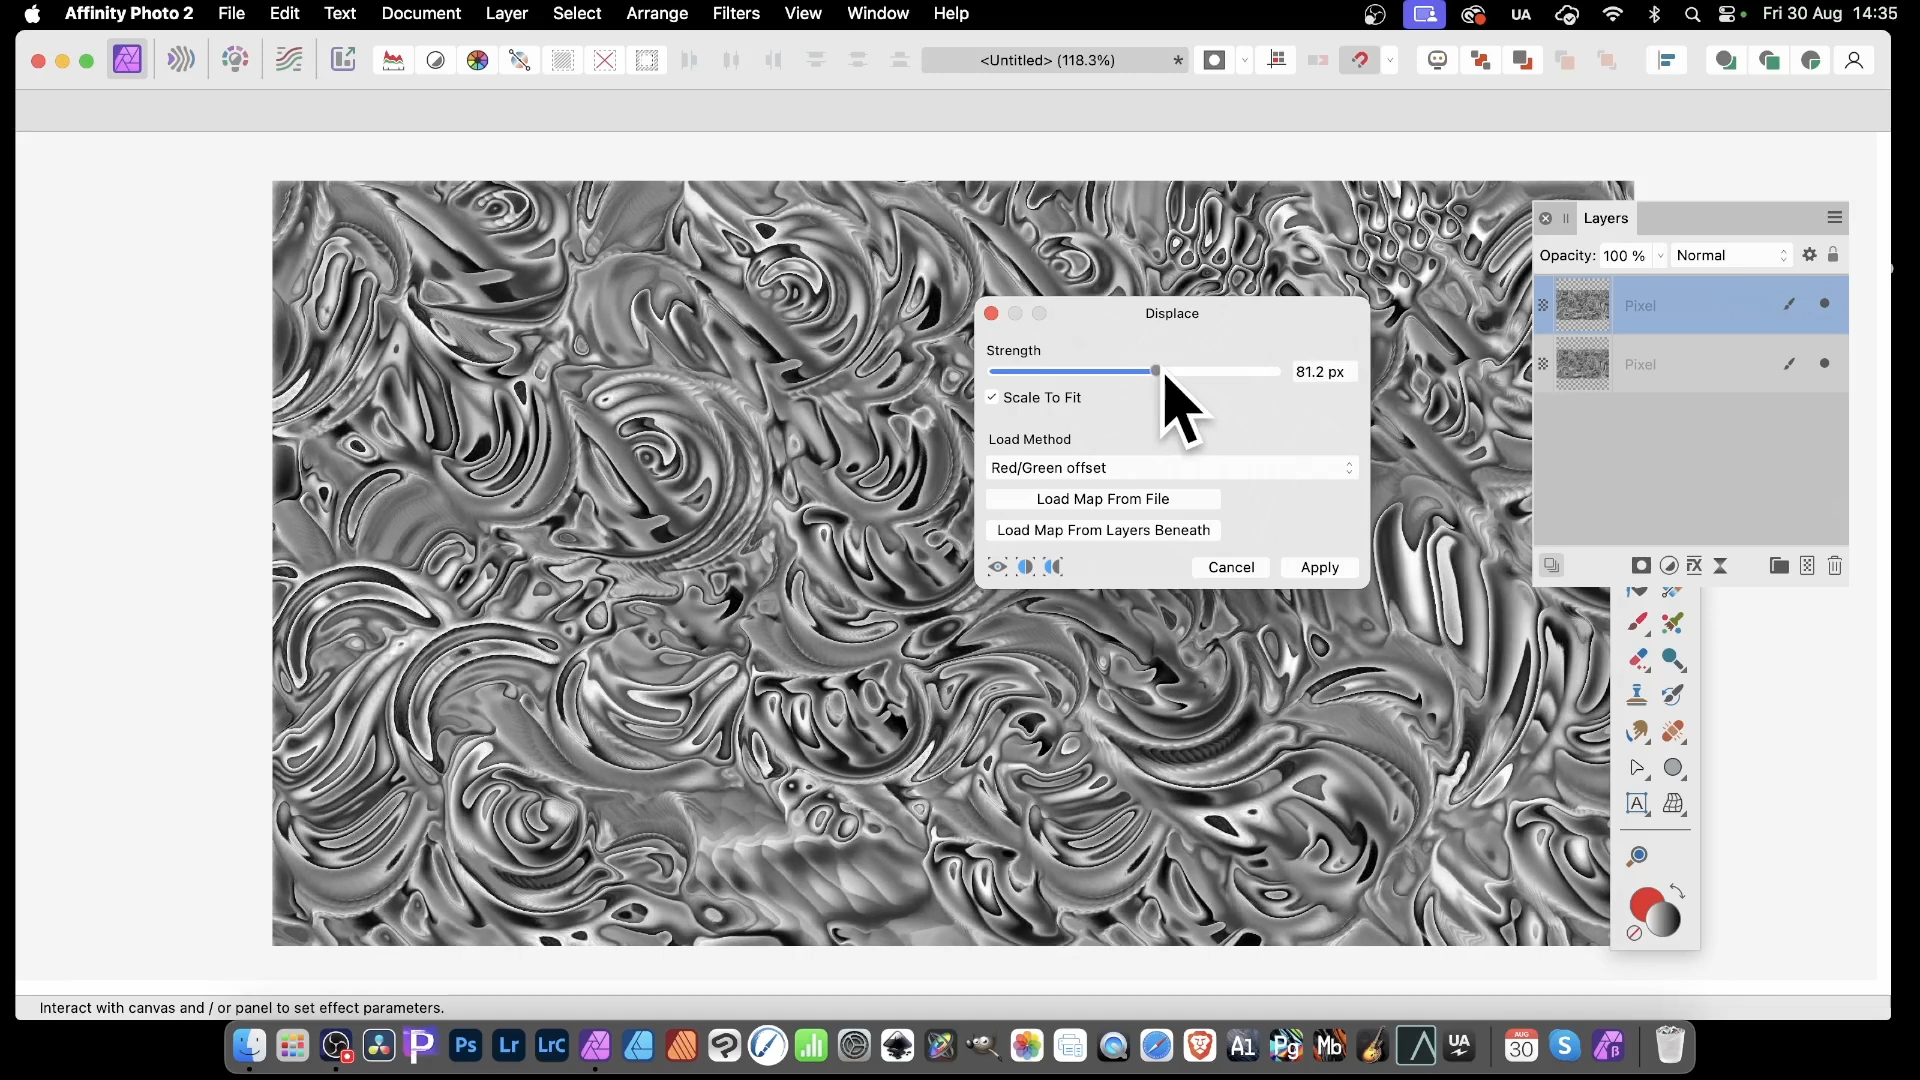 Affinity Photo 2 File Edit Text Document Layer Select Arrange Filters View Window Help UA Fri 30 Aug 14:35
<Untitled> (118.3%) *
Layers
Opacity: 100 % Normal
Pixel
Pixel
Displace
Strength
81.2 px
Scale To Fit
Load Method
Red/Green offset
Load Map From File
Load Map From Layers Beneath
Cancel Apply
FX
A
Interact with canvas and / or panel to set effect parameters.
Ps Lr LrC Ai Pg Mb UA
AUG
30
S
β